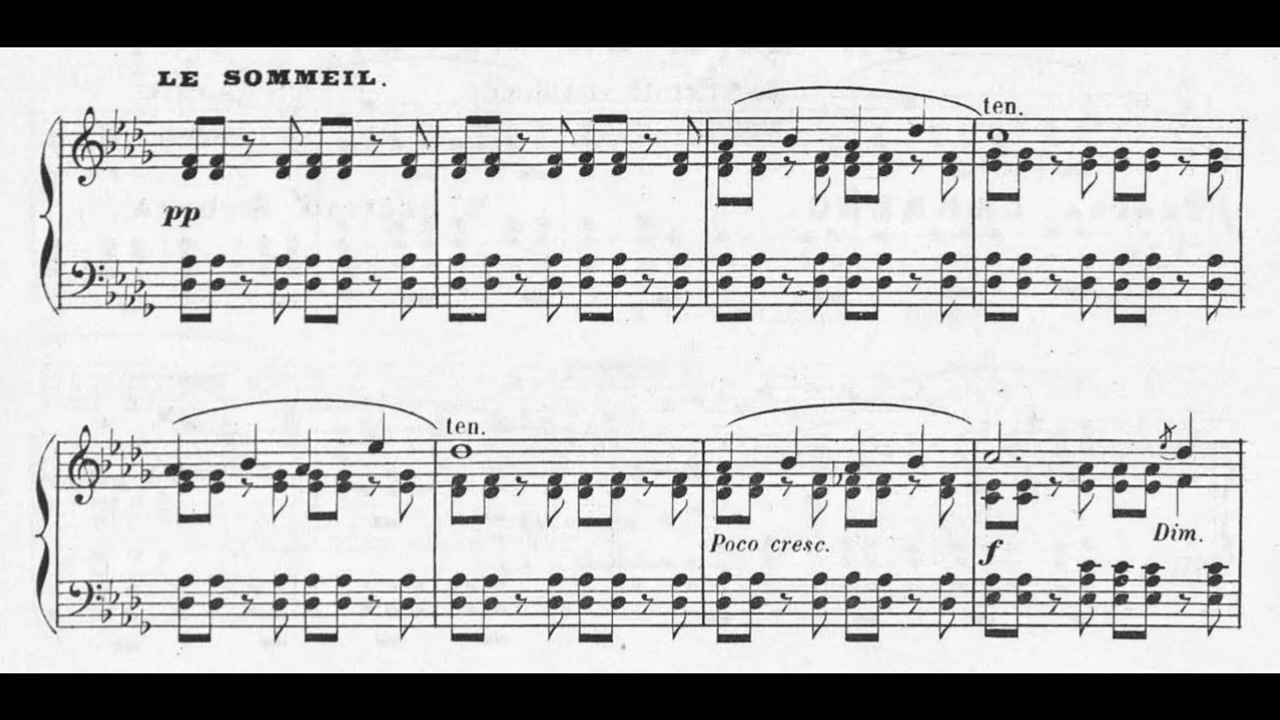 LE SOMMEIL.
ten.
pp
ten.
Poco cresc.
f
Dim.